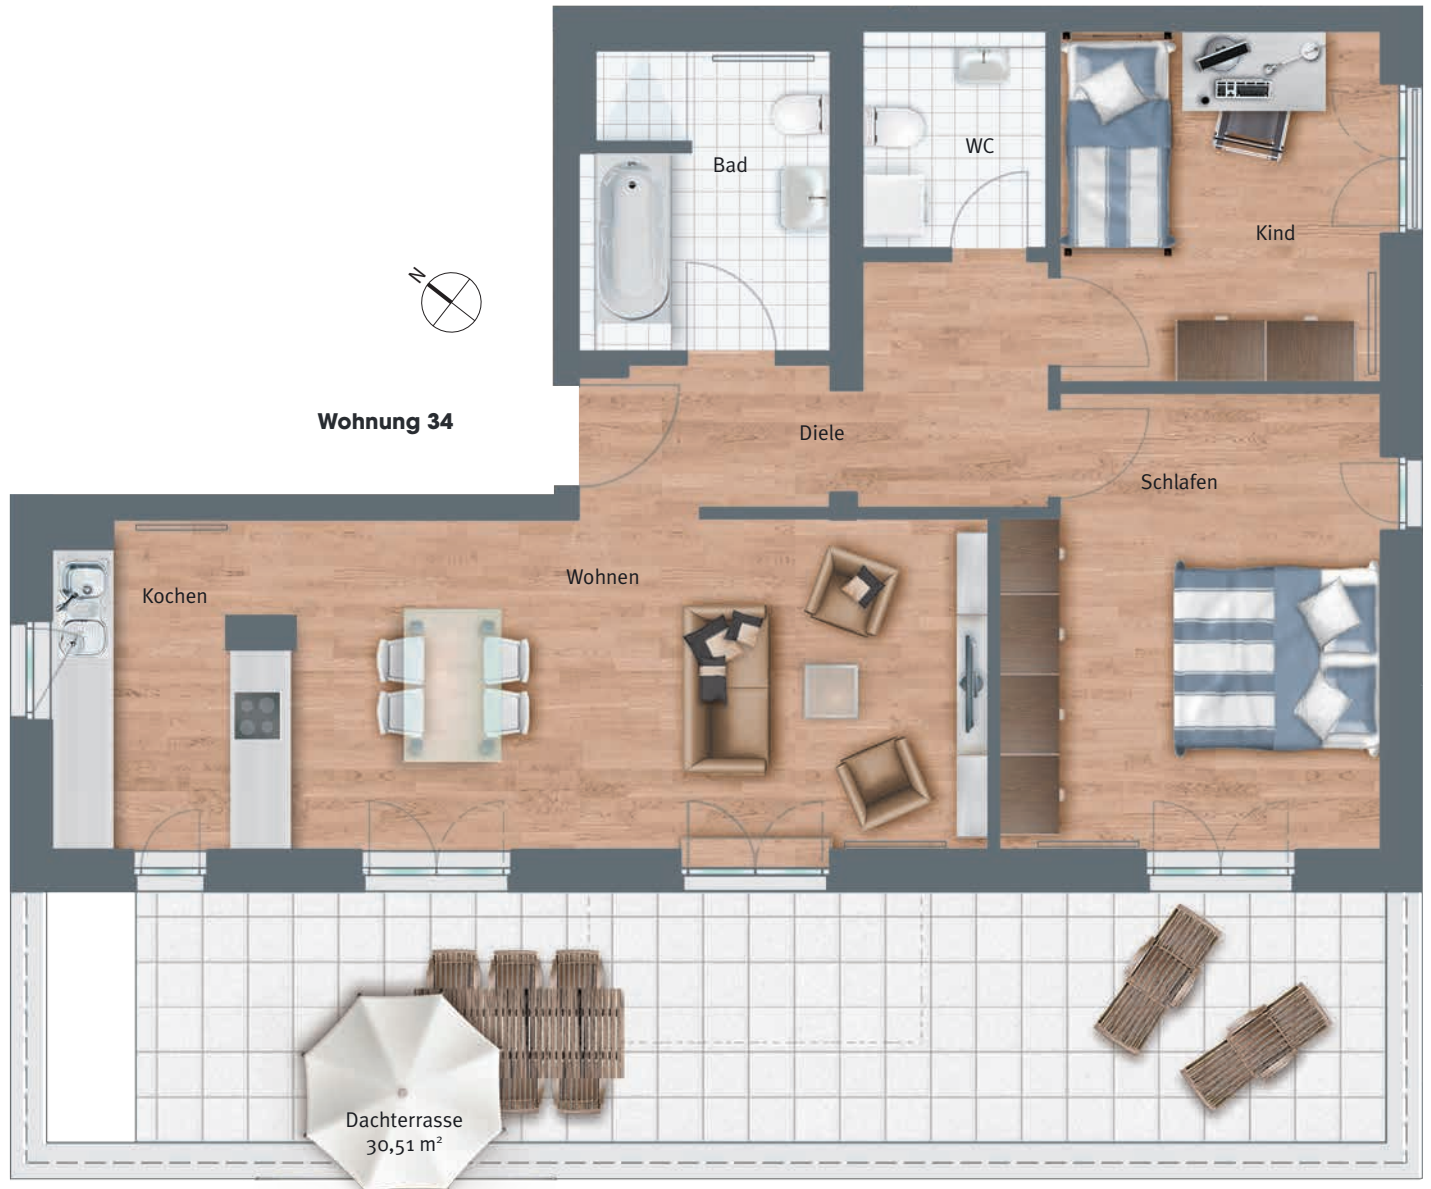 Bad
WC
Kind
N
Wohnung 34
Diele
Schlafen
Wohnen
Kochen
Dachterrasse
30,51 m²